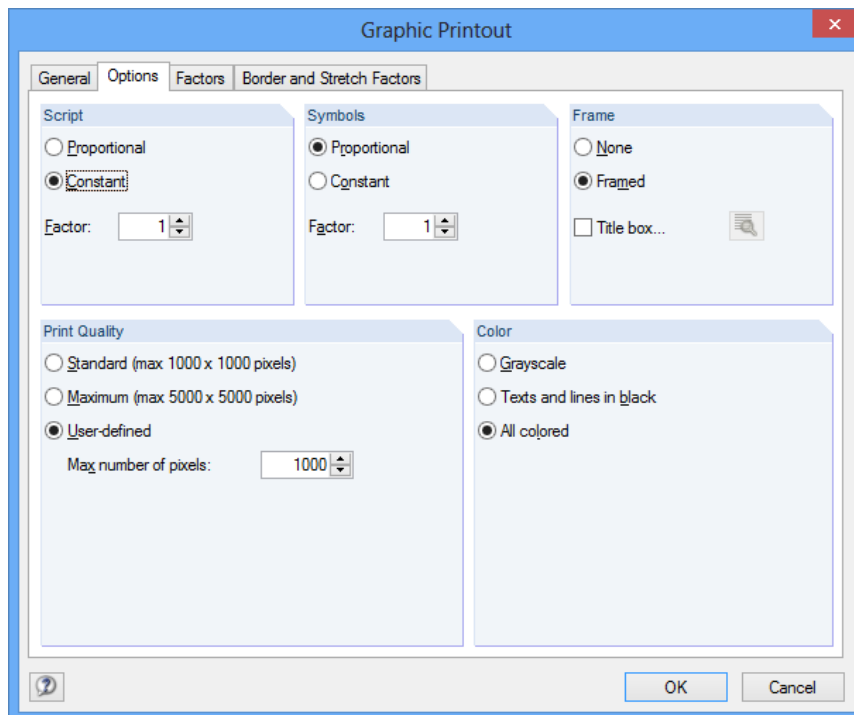 Graphic Printout
General Options Factors Border and Stretch Factors
Script
Proportional
Constant
Factor: 1
Symbols
Proportional
Constant
Factor: 1
Frame
None
Framed
Title box...
Print Quality
Standard (max 1000 x 1000 pixels)
Maximum (max 5000 x 5000 pixels)
User-defined
Max number of pixels: 1000
Color
Grayscale
Texts and lines in black
All colored
OK Cancel